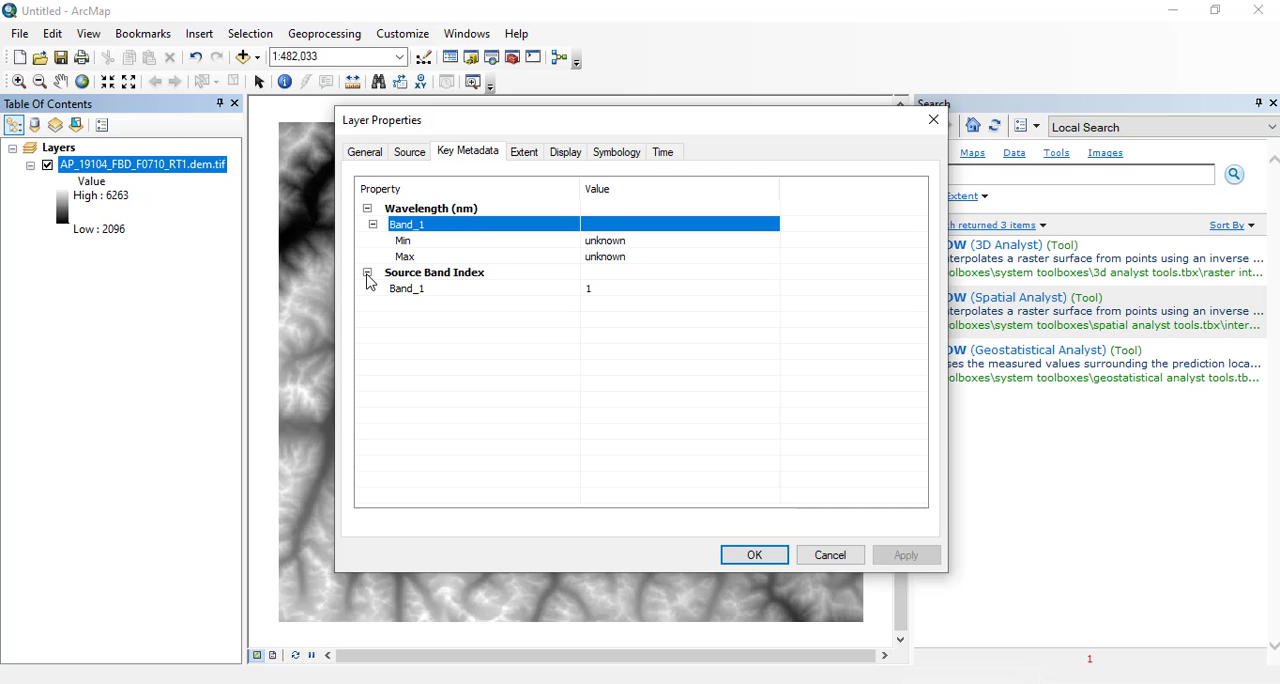 Untitled - ArcMap
File Edit View Bookmarks Insert Selection Geoprocessing Customize Windows Help
1:482,033
Table Of Contents
Layers
AP_19104_FBD_F0710_RT1.dem.tif
Value
High : 6263
Low : 2096
Layer Properties
General Source Key Metadata Extent Display Symbology Time
Property Value
Wavelength (nm)
Band_1
Min unknown
Max unknown
Source Band Index
Band_1 1
OK Cancel Apply
Search
Local Search
Maps Data Tools Images
Extent
h returned 3 items Sort By
OW (3D Analyst) (Tool)
terpolates a raster surface from points using an inverse ...
olboxes\system toolboxes\3d analyst tools.tbx\raster int...
OW (Spatial Analyst) (Tool)
terpolates a raster surface from points using an inverse ...
olboxes\system toolboxes\spatial analyst tools.tbx\inter...
OW (Geostatistical Analyst) (Tool)
ses the measured values surrounding the prediction loca...
olboxes\system toolboxes\geostatistical analyst tools.tb...
1